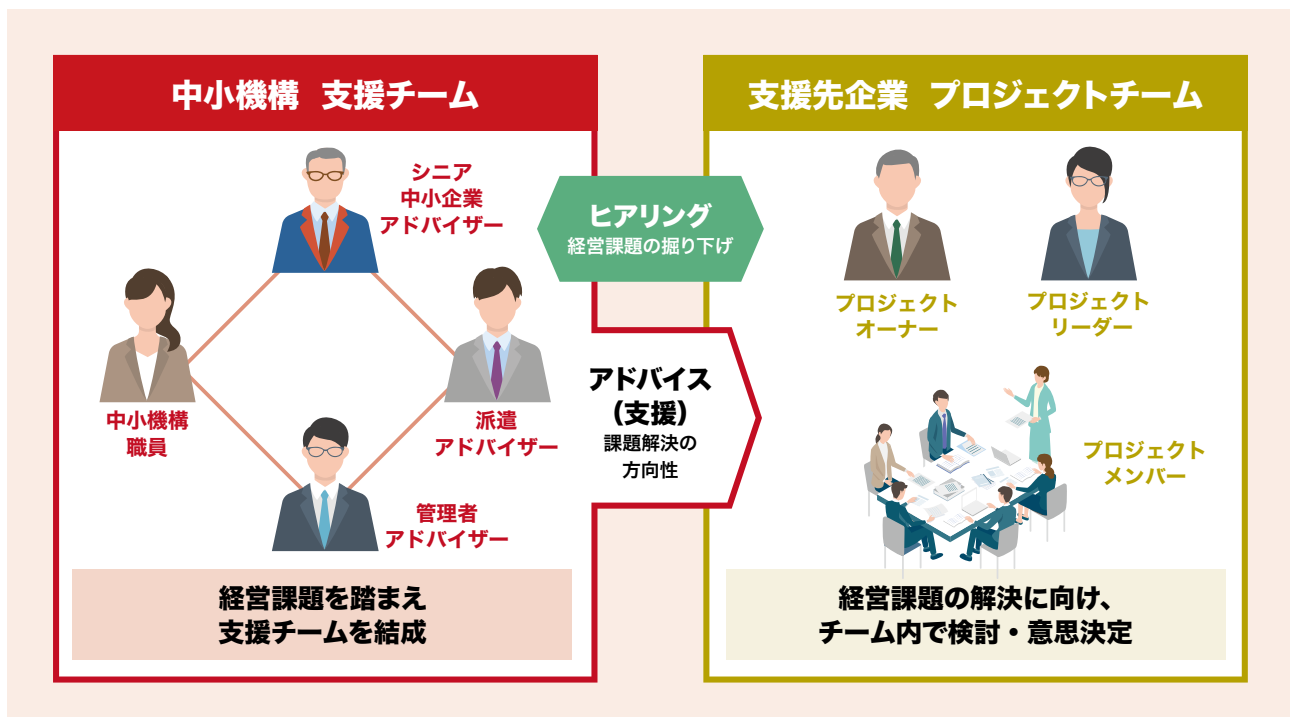 中小機構 支援チーム
シニア
中小企業
アドバイザー
中小機構
職員
派遣
アドバイザー
管理者
アドバイザー
経営課題を踏まえ
支援チームを結成
ヒアリング
経営課題の掘り下げ
アドバイス
（支援）
課題解決の
方向性
支援先企業 プロジェクトチーム
プロジェクト
オーナー
プロジェクト
リーダー
プロジェクト
メンバー
経営課題の解決に向け、
チーム内で検討・意思決定